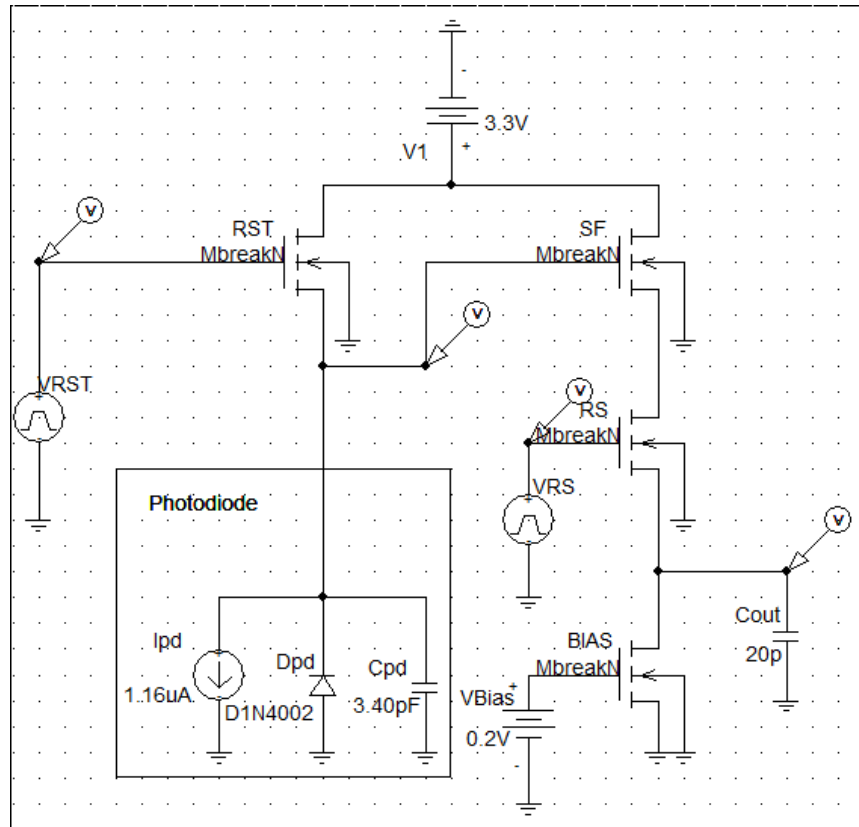 -
3.3V
V1
+
V
RST
MbreakN
SF
MbreakN
V
VRST
+
V
RS
MbreakN
+
VRS
Photodiode
V
Ipd
1.16uA
Dpd
D1N4002
Cpd
3.40pF
BIAS
MbreakN
VBias
+
0.2V
-
Cout
20p